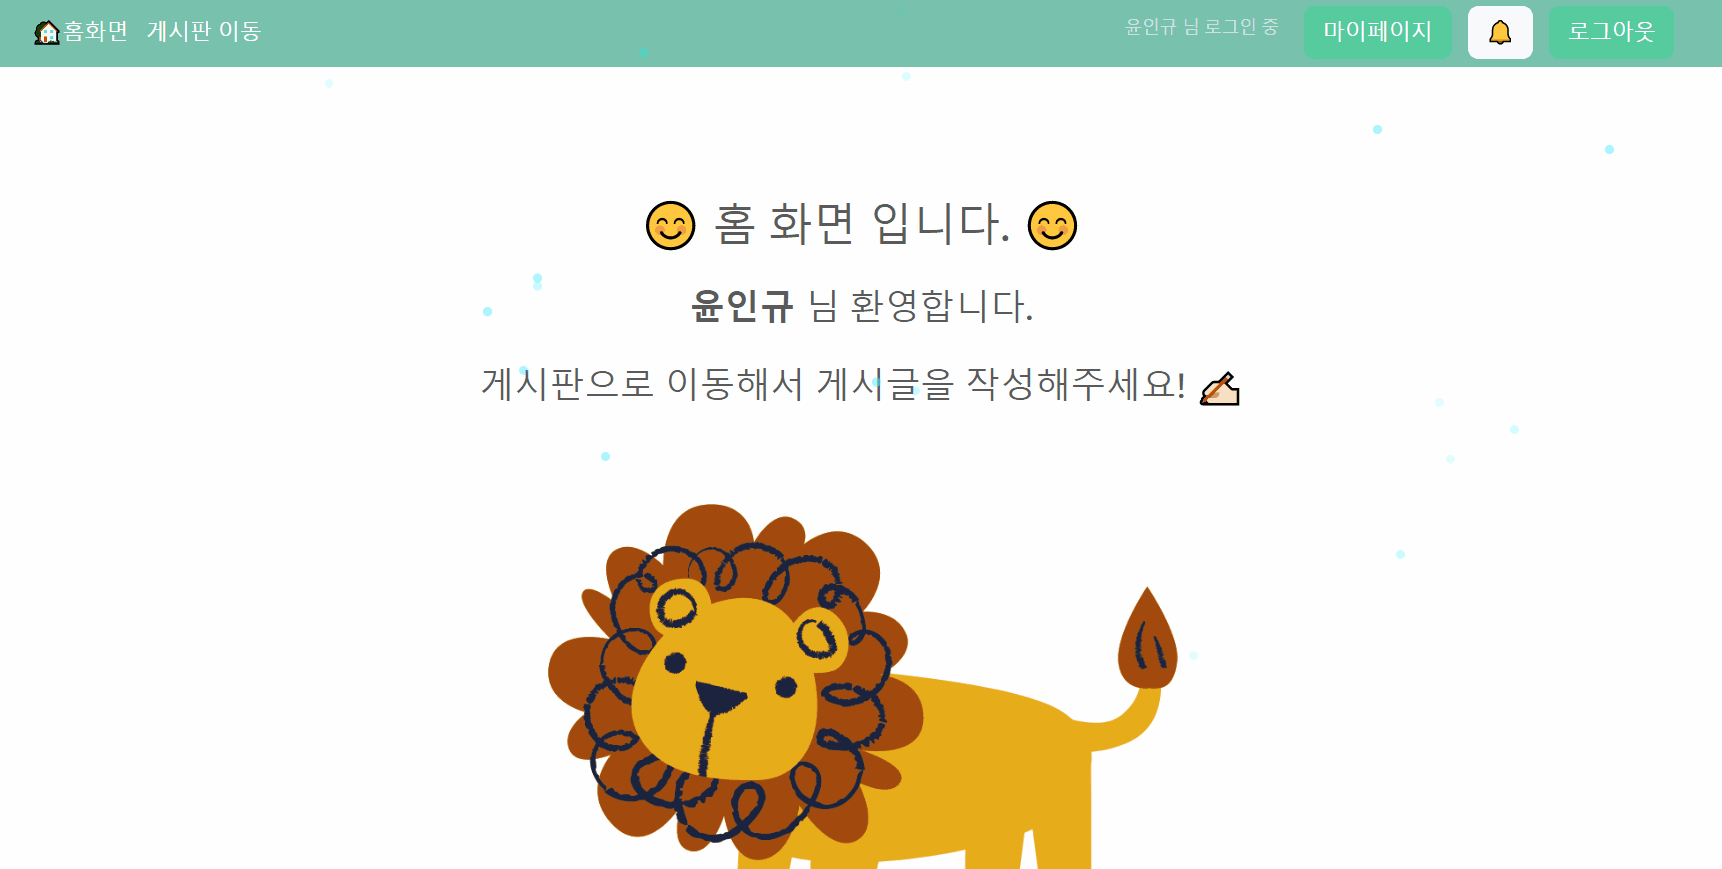 홈화면 게시판 이동 윤인규 님 로그인 중 마이페이지 로그아웃
홈 화면 입니다.
윤인규 님 환영합니다.
게시판으로 이동해서 게시글을 작성해주세요!